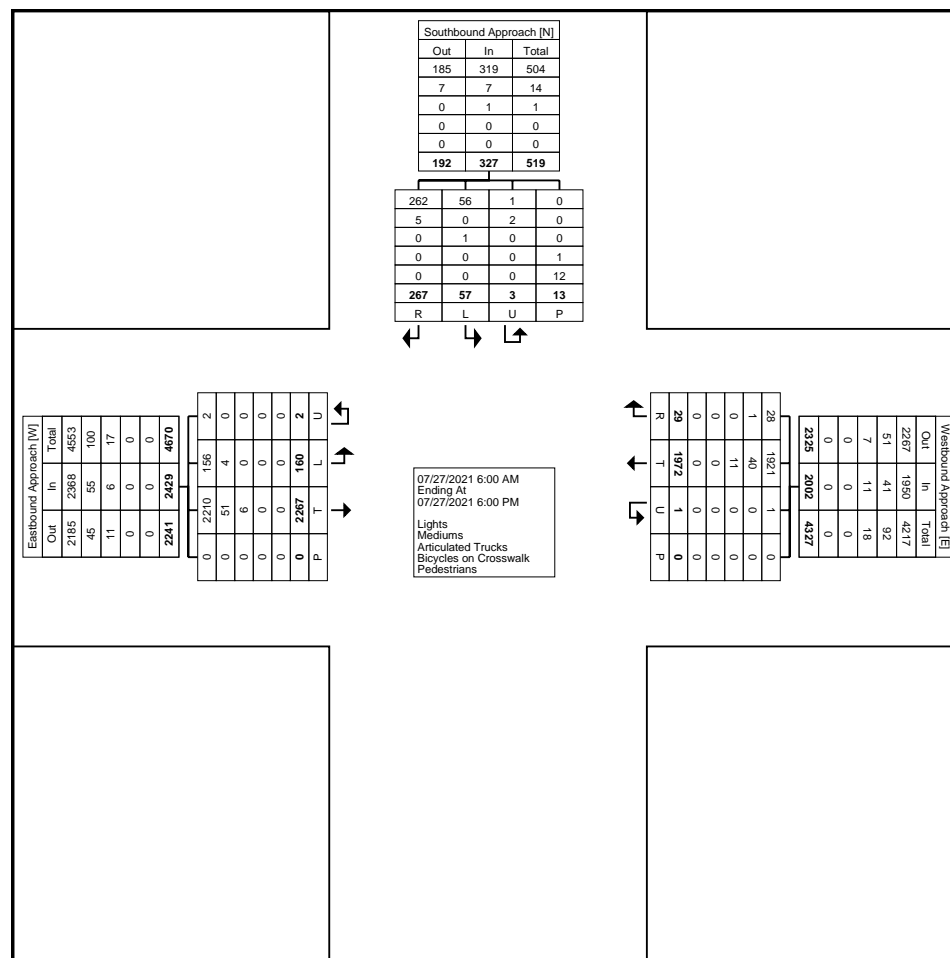 Southbound Approach [N]
Out In Total
185 319 504
7 7 14
0 1 1
0 0 0
0 0 0
192 327 519
262 56 1 0
5 0 2 0
0 1 0 0
0 0 0 1
0 0 0 12
267 57 3 13
R L U P
Eastbound Approach [W]
Out In Total
2185 2368 4553
45 55 100
11 6 17
0 0 0
0 0 0
2241 2429 4670
2 156 2210 0
0 4 51 0
0 0 6 0
0 0 0 0
0 0 0 0
2 160 2267 0
U L T P
07/27/2021 6:00 AM
Ending At
07/27/2021 6:00 PM
Lights
Mediums
Articulated Trucks
Bicycles on Crosswalk
Pedestrians
28 1921 1 0
1 40 0 0
0 11 0 0
0 0 0 0
0 0 0 0
29 1972 1 0
R T U P
Westbound Approach [E]
Out In Total
2267 1950 4217
51 41 92
7 11 18
0 0 0
0 0 0
2325 2002 4327